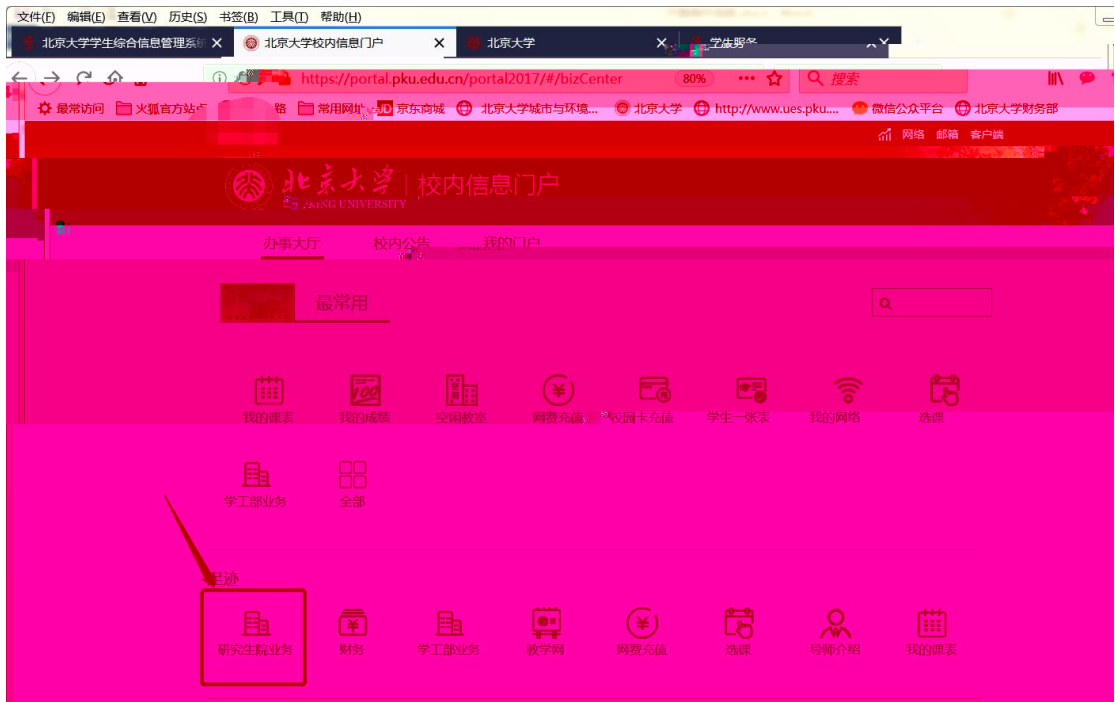 文件(F) 编辑(E) 查看(V) 历史(S) 书签(B) 工具(T) 帮助(H)
北京大学学生综合信息管理系统 × 北京大学校内信息门户 × 北京大学 ×
https://portal.pku.edu.cn/portal2017/#/bizCenter 80% 搜索
最常访问 火狐官方站点 常用网址 JD 京东商城 北京大学城市与环境... 北京大学 http://www.ues.pku.... 微信公众平台 北京大学财务部
网络 邮箱 客户端
北京大学 校内信息门户
PEKING UNIVERSITY
办事大厅 校内公告 我的门户
最常用
我的课表 我的成绩 空闲教室 网费充值 校园卡充值 学生一张表 我的网络 选课
学工部业务 全部
足迹
研究生院业务 财务 学工部业务 教学网 网费充值 选课 导师介绍 我的课表